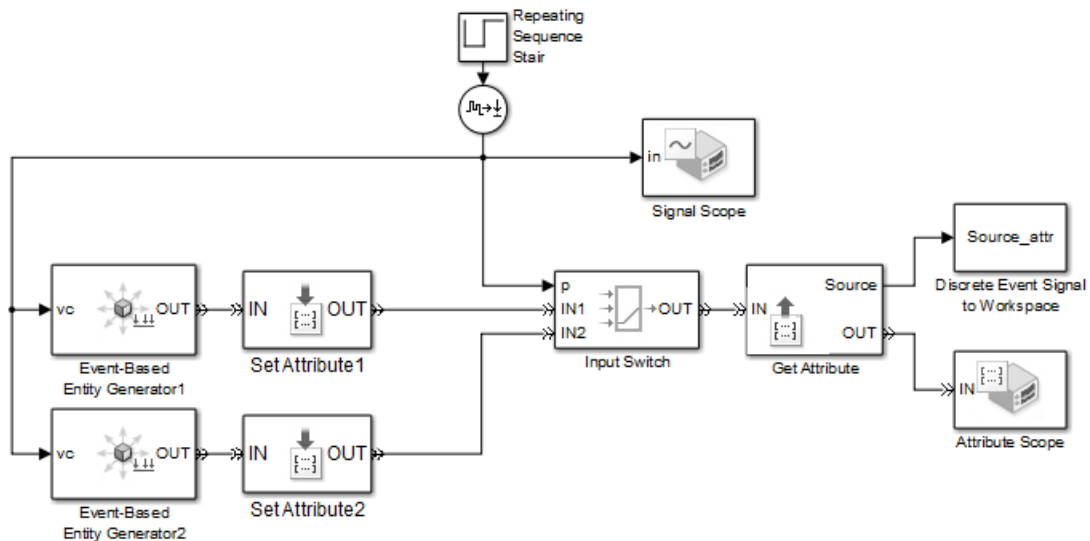 Repeating
Sequence
Stair
in
Signal Scope
Source_attr
Discrete Event Signal
to Workspace
vc
OUT
Event-Based
Entity Generator1
IN
OUT
Set Attribute1
p
IN1
IN2
OUT
Input Switch
IN
Source
OUT
Get Attribute
IN
Attribute Scope
vc
OUT
Event-Based
Entity Generator2
IN
OUT
Set Attribute2